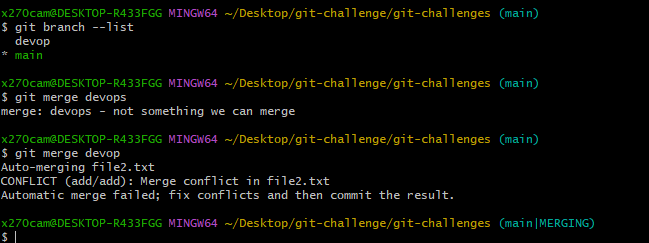 x270cam@DESKTOP-R433FGG MINGW64 ~/Desktop/git-challenge/git-challenges (main)
$ git branch --list
  devop
* main
x270cam@DESKTOP-R433FGG MINGW64 ~/Desktop/git-challenge/git-challenges (main)
$ git merge devops
merge: devops - not something we can merge
x270cam@DESKTOP-R433FGG MINGW64 ~/Desktop/git-challenge/git-challenges (main)
$ git merge devop
Auto-merging file2.txt
CONFLICT (add/add): Merge conflict in file2.txt
Automatic merge failed; fix conflicts and then commit the result.
x270cam@DESKTOP-R433FGG MINGW64 ~/Desktop/git-challenge/git-challenges (main|MERGING)
$